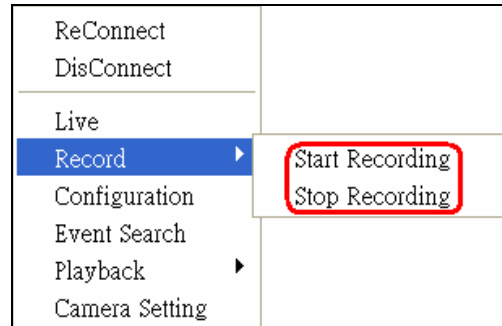 ReConnect
DisConnect
Live
Record
Start Recording
Stop Recording
Configuration
Event Search
Playback
Camera Setting